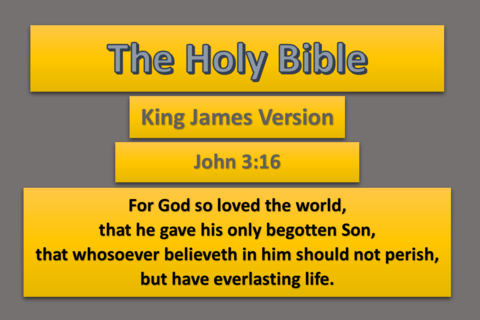 The Holy Bible
King James Version
John 3:16
For God so loved the world,
that he gave his only begotten Son,
that whosoever believeth in him should not perish,
but have everlasting life.